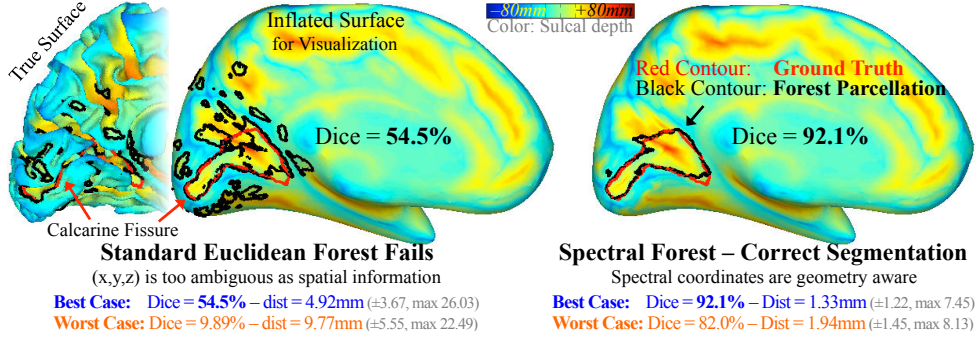 True Surface
Inflated Surface
for Visualization
−80mm +80mm
Color: Sulcal depth
Red Contour: Ground Truth
Black Contour: Forest Parcellation
Dice = 54.5%
Dice = 92.1%
Calcarine Fissure
Standard Euclidean Forest Fails
(x,y,z) is too ambiguous as spatial information
Best Case: Dice = 54.5% – dist = 4.92mm (±3.67, max 26.03)
Worst Case: Dice = 9.89% – dist = 9.77mm (±5.55, max 22.49)
Spectral Forest – Correct Segmentation
Spectral coordinates are geometry aware
Best Case: Dice = 92.1% – Dist = 1.33mm (±1.22, max 7.45)
Worst Case: Dice = 82.0% – Dist = 1.94mm (±1.45, max 8.13)